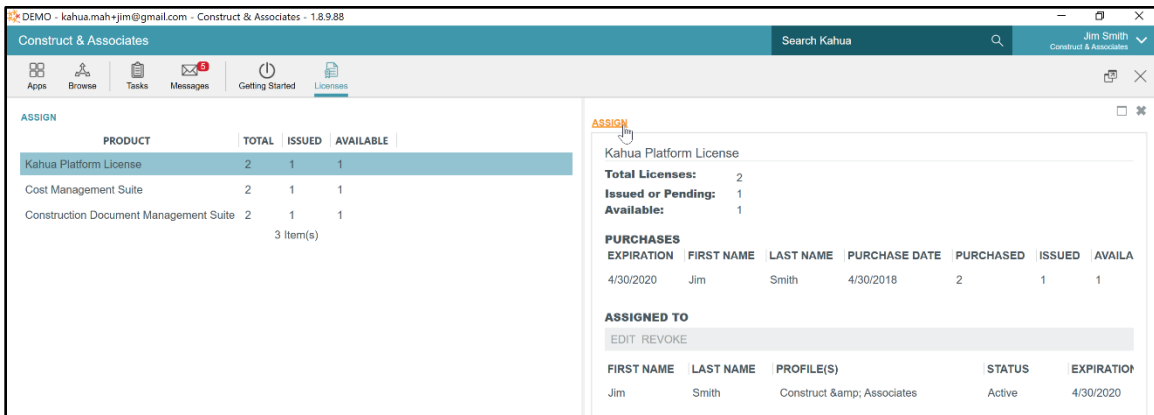 DEMO - kahua.mah+jim@gmail.com - Construct & Associates - 1.8.9.88
Construct & Associates
Search Kahua
Jim Smith
Construct & Associates
Apps Browse Tasks Messages 5 Getting Started Licenses
ASSIGN
PRODUCT TOTAL ISSUED AVAILABLE
Kahua Platform License 2 1 1
Cost Management Suite 2 1 1
Construction Document Management Suite 2 1 1
3 Item(s)
ASSIGN
Kahua Platform License
Total Licenses: 2
Issued or Pending: 1
Available: 1
PURCHASES
EXPIRATION FIRST NAME LAST NAME PURCHASE DATE PURCHASED ISSUED AVAILA
4/30/2020 Jim Smith 4/30/2018 2 1 1
ASSIGNED TO
EDIT REVOKE
FIRST NAME LAST NAME PROFILE(S) STATUS EXPIRATION
Jim Smith Construct &amp; Associates Active 4/30/2020